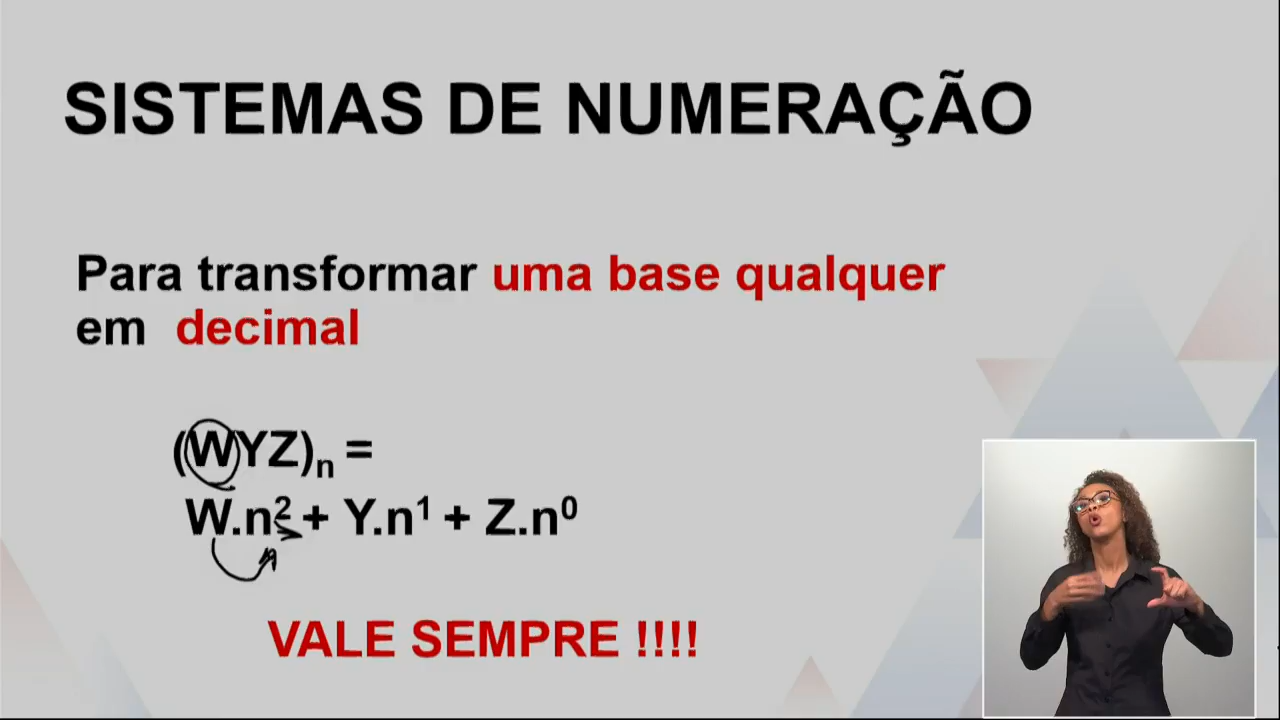 SISTEMAS DE NUMERAÇÃO
Para transformar uma base qualquer
em decimal
(WYZ)ₙ =
W.n² + Y.n¹ + Z.n⁰
VALE SEMPRE !!!!